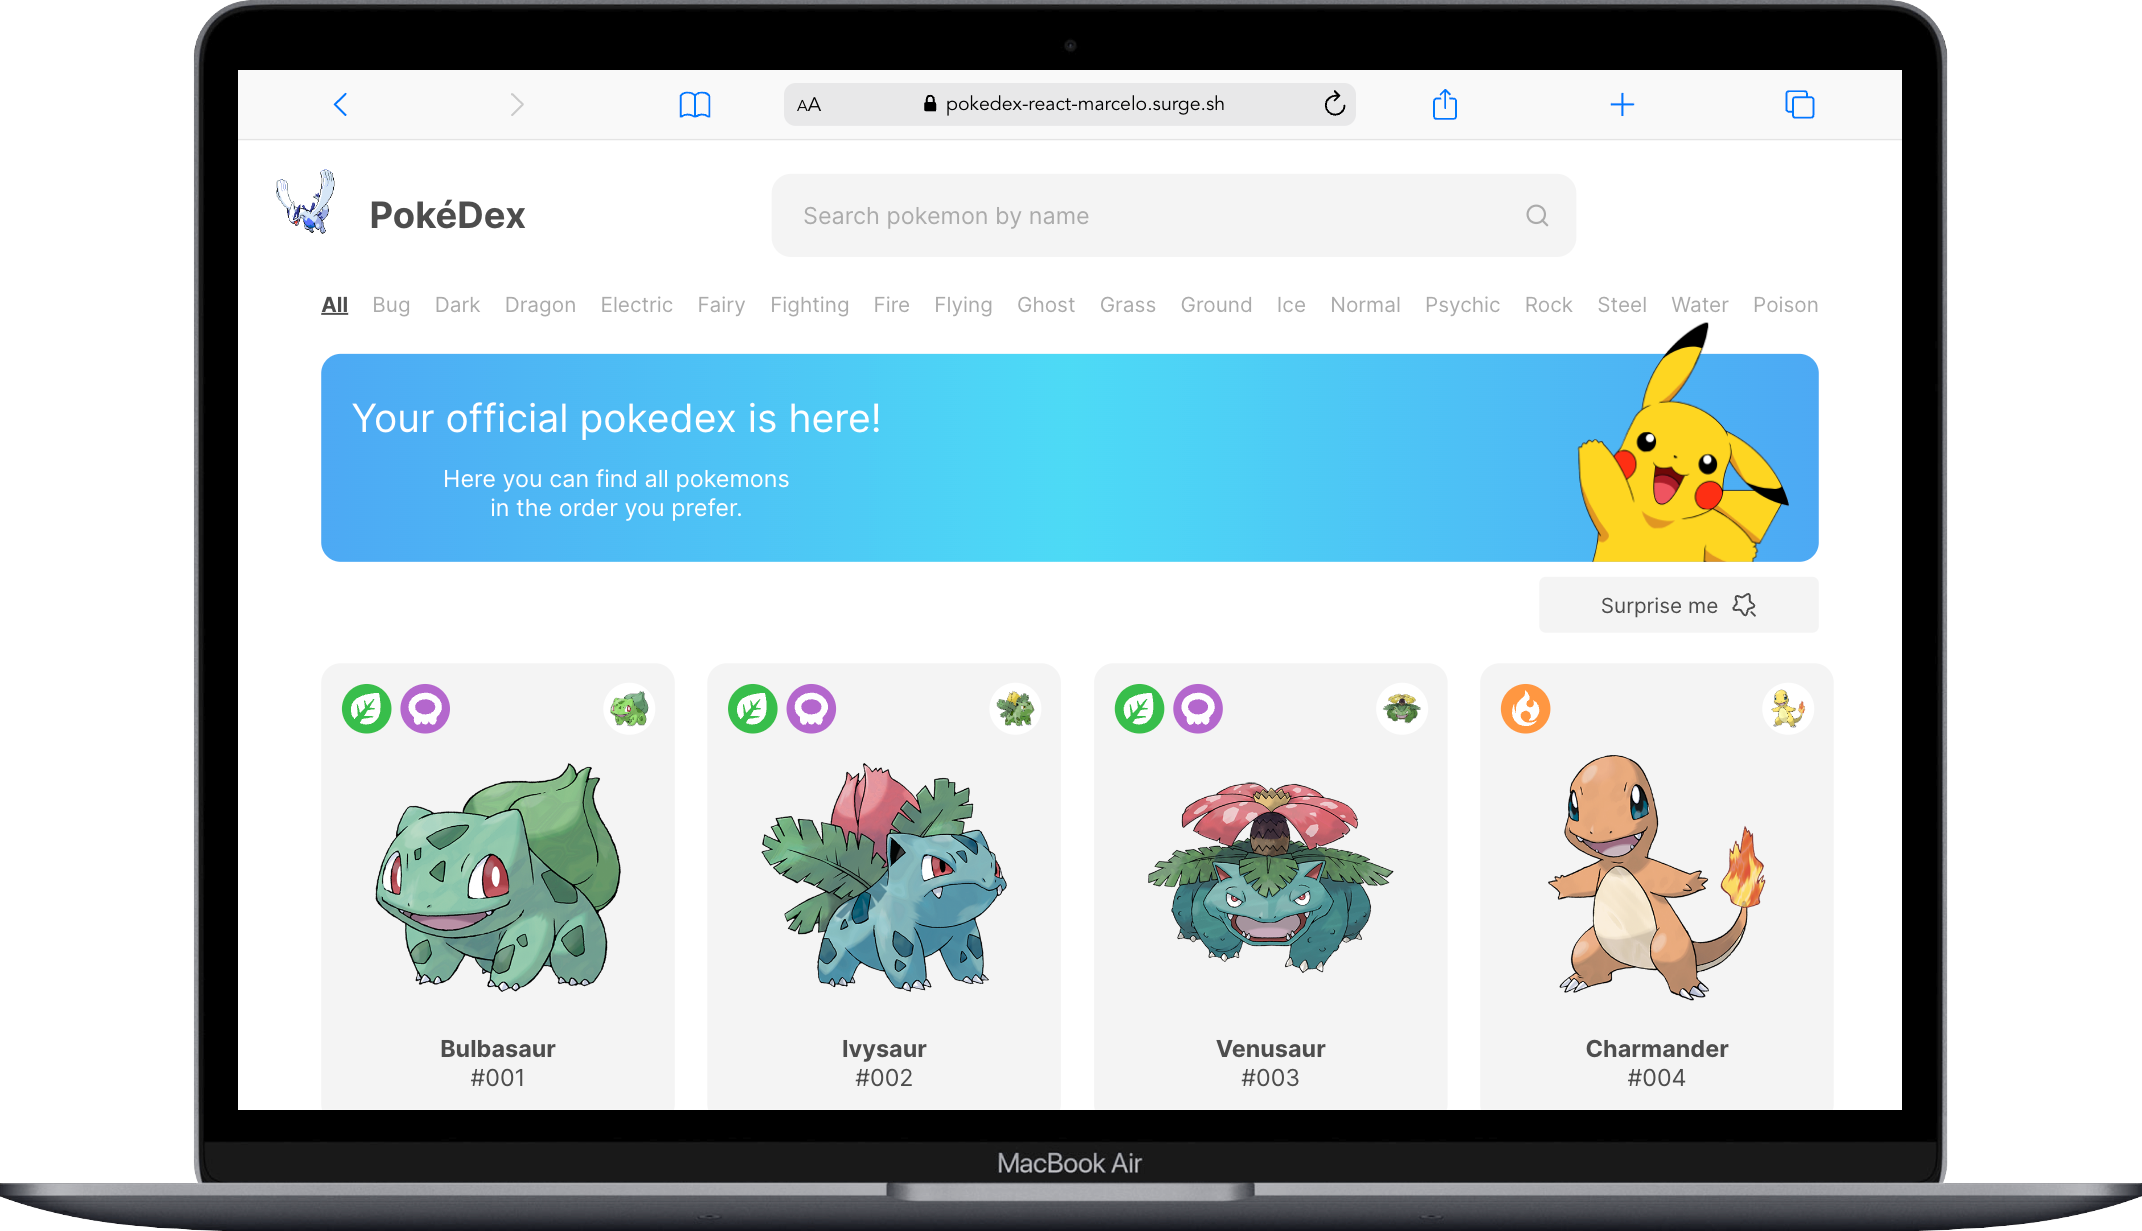 AA pokedex-react-marcelo.surge.sh
PokéDex
Search pokemon by name
All Bug Dark Dragon Electric Fairy Fighting Fire Flying Ghost Grass Ground Ice Normal Psychic Rock Steel Water Poison
Your official pokedex is here!
Here you can find all pokemons
in the order you prefer.
Surprise me
Bulbasaur
#001
Ivysaur
#002
Venusaur
#003
Charmander
#004
MacBook Air